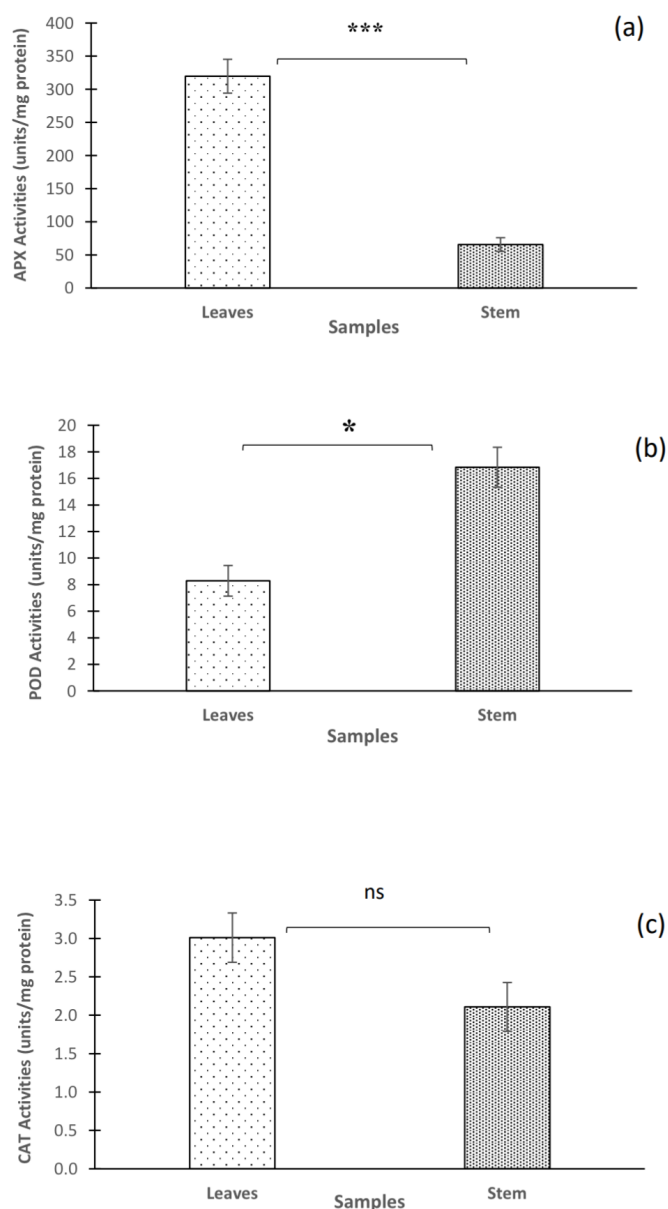 (a)
APX Activities (units/mg protein)
400
350
300
250
200
150
100
50
0
***
Leaves
Stem
Samples
(b)
POD Activities (units/mg protein)
20
18
16
14
12
10
8
6
4
2
0
*
Leaves
Stem
Samples
(c)
CAT Activities (units/mg protein)
3.5
3.0
2.5
2.0
1.5
1.0
0.5
0.0
ns
Leaves
Stem
Samples